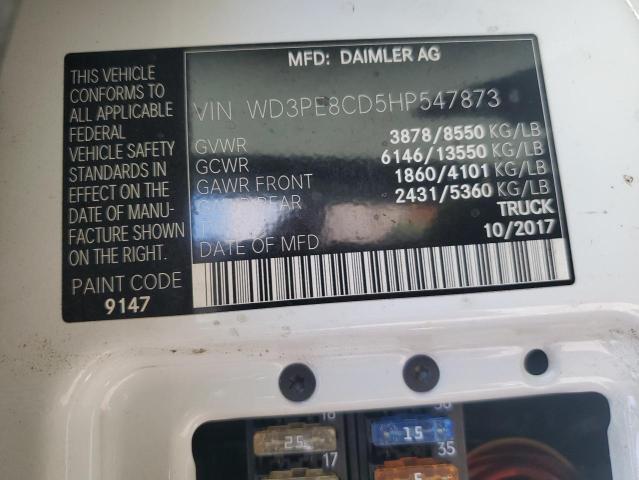 MFD: DAIMLER AG
THIS VEHICLE
CONFORMS TO
ALL APPLICABLE
FEDERAL
VEHICLE SAFETY
STANDARDS IN
EFFECT ON THE
DATE OF MANU-
FACTURE SHOWN
ON THE RIGHT.
PAINT CODE
9147
VIN WD3PE8CD5HP547873
GVWR 3878/8550 KG/LB
GCWR 6146/13550 KG/LB
GAWR FRONT 1860/4101 KG/LB
REAR 2431/5360 KG/LB
TRUCK
DATE OF MFD 10/2017
18
25
17
15
35
5